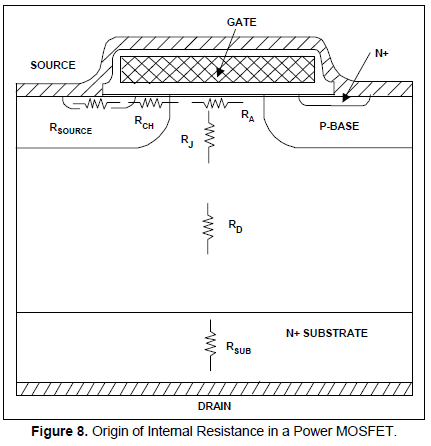 GATE
SOURCE
N+
RSOURCE
RCH
RA
P-BASE
RJ
RD
N+ SUBSTRATE
RSUB
DRAIN
Figure 8. Origin of Internal Resistance in a Power MOSFET.